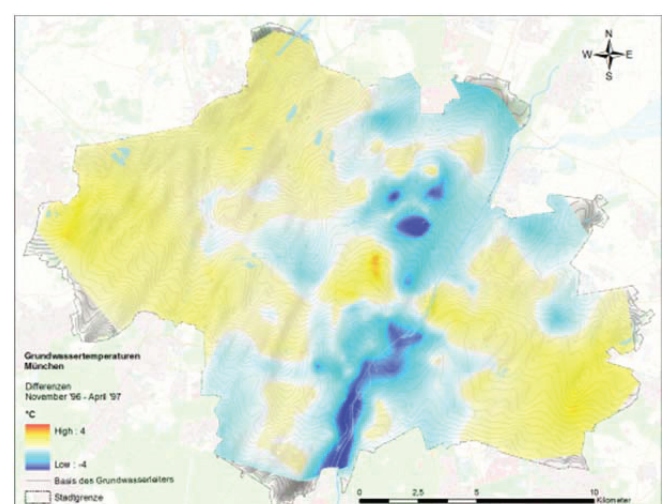 N
W E
S
Grundwassertemperaturen
München
Differenzen
November '96 - April '97
°C
High : 4
Low : -4
Basis des Grundwasserleiters
Stadtgrenze
0 2,5 5 10
Kilometer